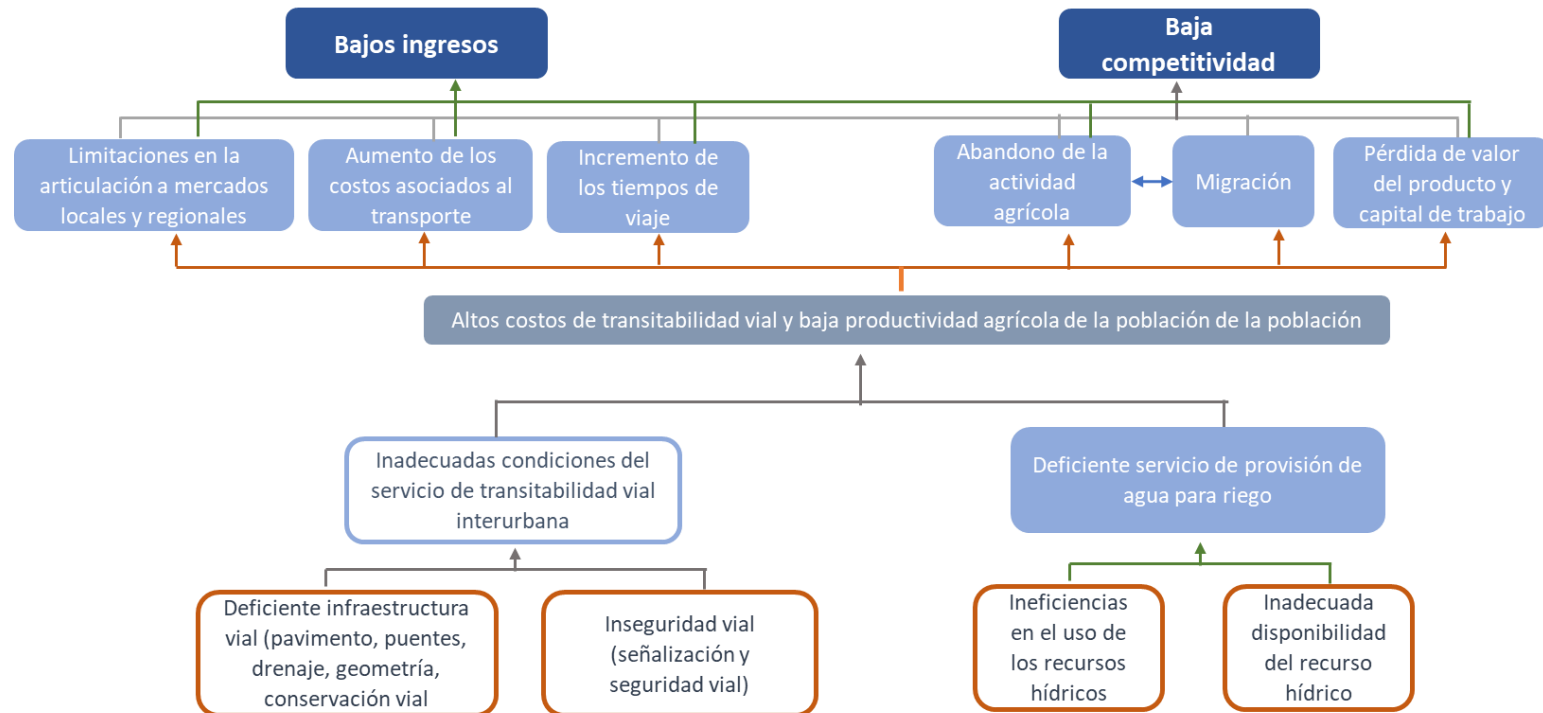 Bajos ingresos
Baja
competitividad
Limitaciones en la
articulación a mercados
locales y regionales
Aumento de los
costos asociados al
transporte
Incremento de
los tiempos de
viaje
Abandono de la
actividad
agrícola
Migración
Pérdida de valor
del producto y
capital de trabajo
Altos costos de transitabilidad vial y baja productividad agrícola de la población de la población
Inadecuadas condiciones del
servicio de transitabilidad vial
interurbana
Deficiente servicio de provisión de
agua para riego
Deficiente infraestructura
vial (pavimento, puentes,
drenaje, geometría,
conservación vial
Inseguridad vial
(señalización y
seguridad vial)
Ineficiencias
en el uso de
los recursos
hídricos
Inadecuada
disponibilidad
del recurso
hídrico